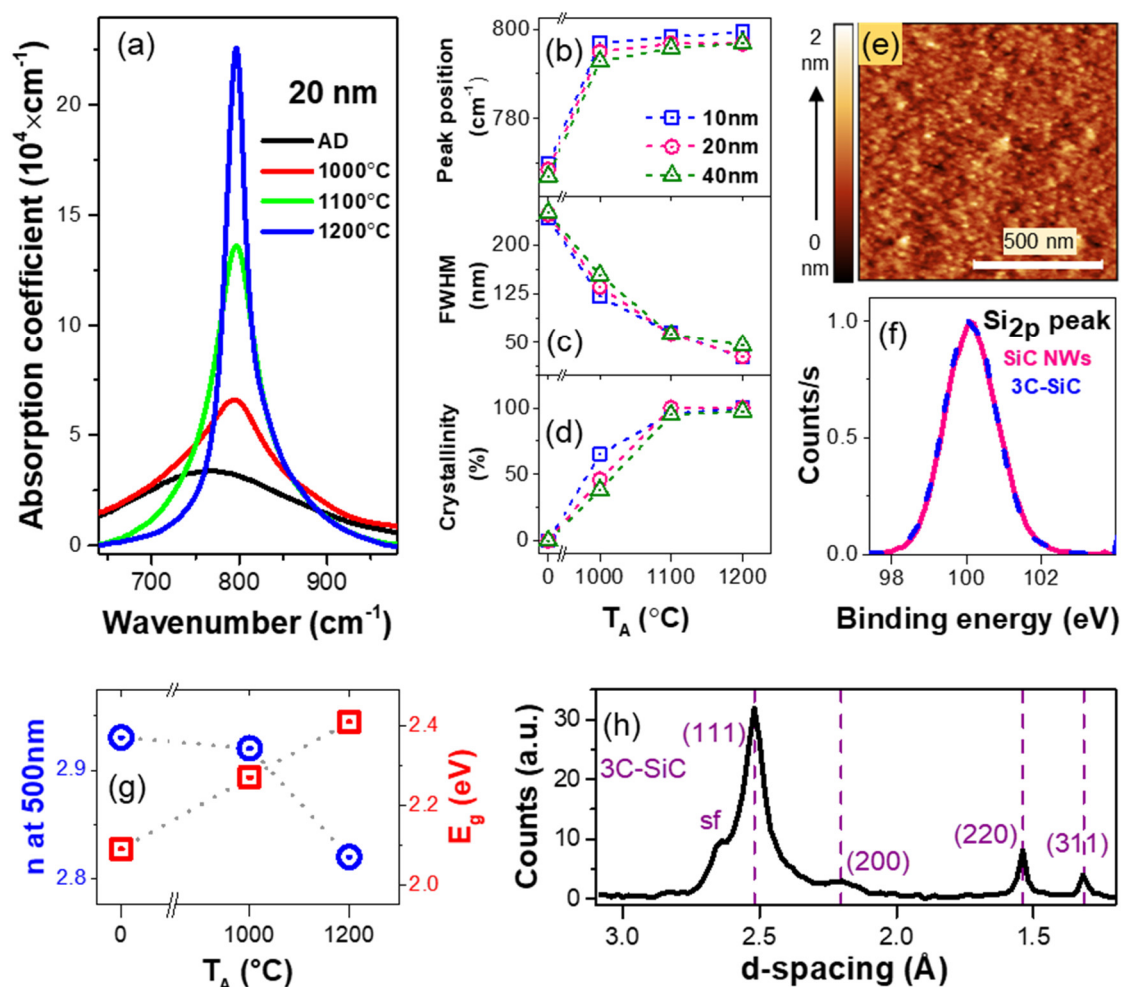 (a)
20 nm
AD
1000°C
1100°C
1200°C
Absorption coefficient (10⁴×cm⁻¹)
20
15
10
5
0
700 800 900
Wavenumber (cm⁻¹)
(b)
Peak position
(cm⁻¹)
800
780
10nm
20nm
40nm
(c)
FWHM
(nm)
200
125
50
(d)
Crystallinity
(%)
100
50
0
0 1000 1100 1200
T_A (°C)
(e)
2
nm
0
nm
500 nm
(f)
Si2p peak
SiC NWs
3C-SiC
Counts/s
1.0
0.5
0.0
98 100 102
Binding energy (eV)
(g)
n at 500nm
2.9
2.8
E_g (eV)
2.4
2.2
2.0
0 1000 1200
T_A (°C)
(h)
3C-SiC
(111)
sf
(200)
(220)
(311)
Counts (a.u.)
30
20
10
0
3.0 2.5 2.0 1.5
d-spacing (Å)